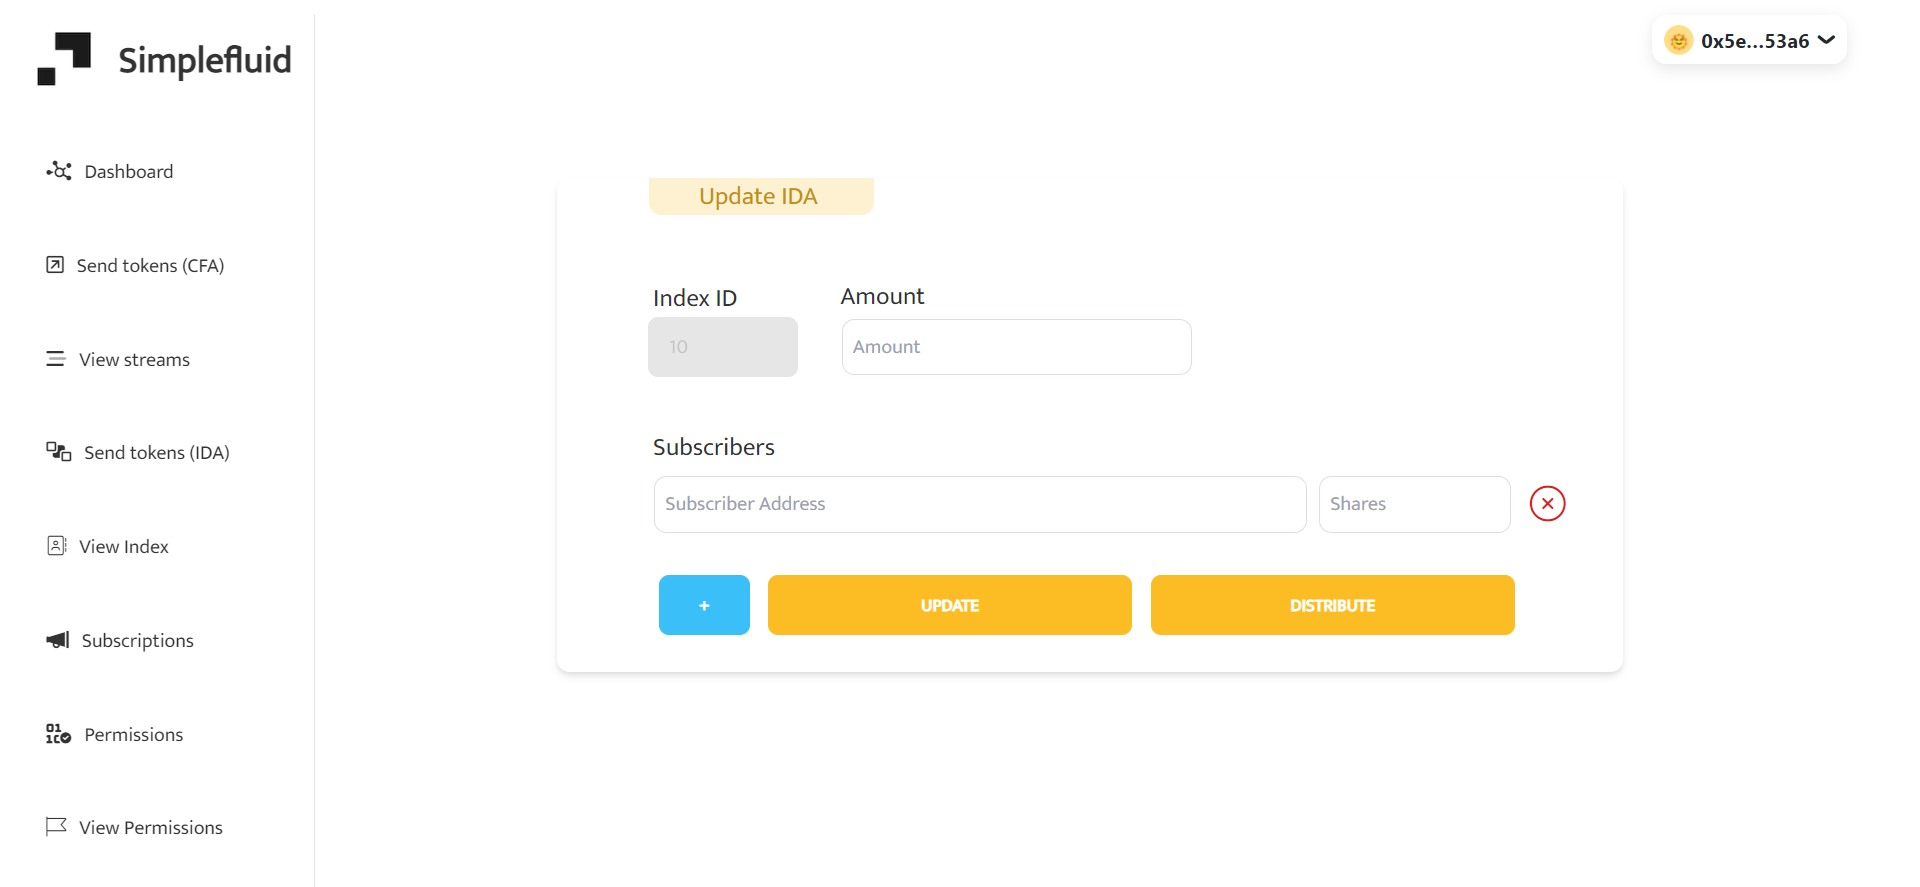 Simplefluid
0x5e...53a6
Dashboard
Send tokens (CFA)
View streams
Send tokens (IDA)
View Index
Subscriptions
Permissions
View Permissions
Update IDA
Index ID
Amount
10
Amount
Subscribers
Subscriber Address
Shares
+
UPDATE
DISTRIBUTE